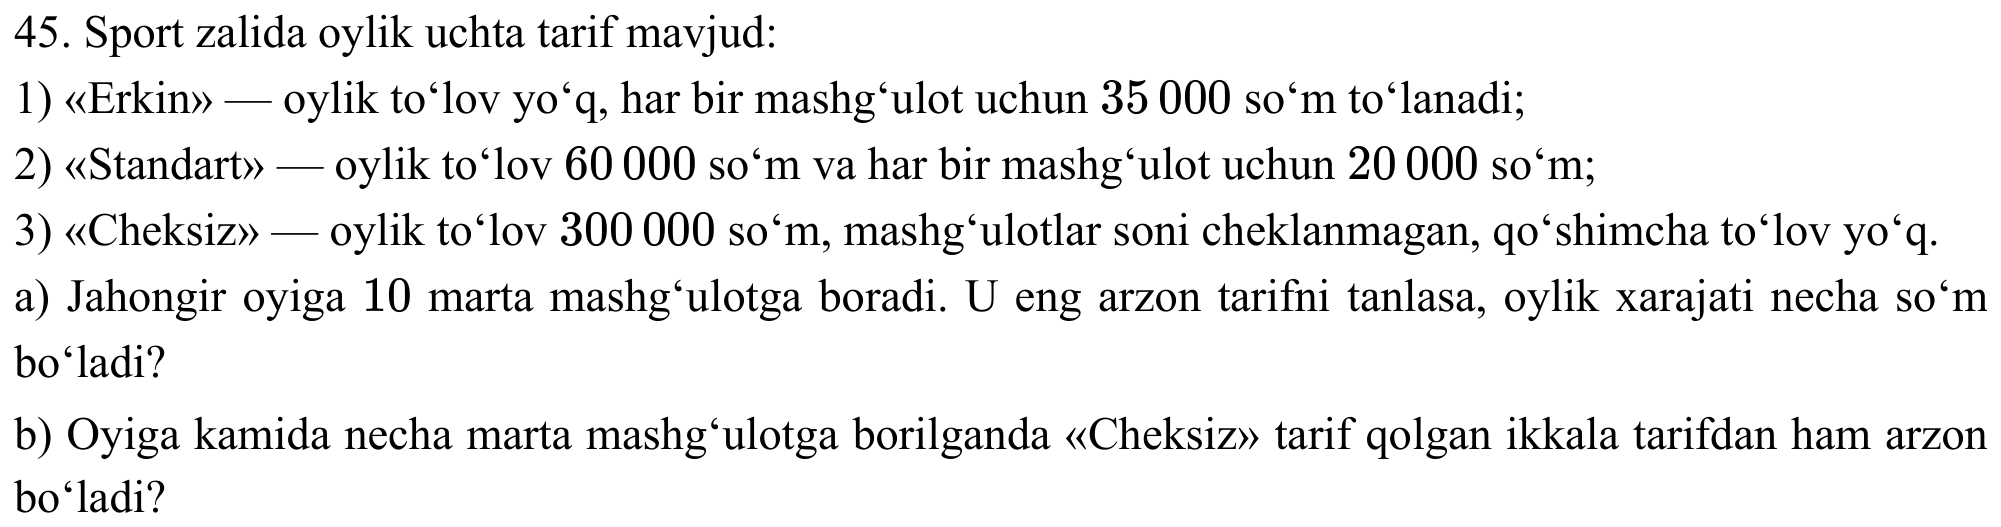 45. Sport zalida oylik uchta tarif mavjud:
1) «Erkin» — oylik to‘lov yo‘q, har bir mashg‘ulot uchun 35 000 so‘m to‘lanadi;
2) «Standart» — oylik to‘lov 60 000 so‘m va har bir mashg‘ulot uchun 20 000 so‘m;
3) «Cheksiz» — oylik to‘lov 300 000 so‘m, mashg‘ulotlar soni cheklanmagan, qo‘shimcha to‘lov yo‘q.
a) Jahongir oyiga 10 marta mashg‘ulotga boradi. U eng arzon tarifni tanlasa, oylik xarajati necha so‘m
bo‘ladi?
b) Oyiga kamida necha marta mashg‘ulotga borilganda «Cheksiz» tarif qolgan ikkala tarifdan ham arzon
bo‘ladi?